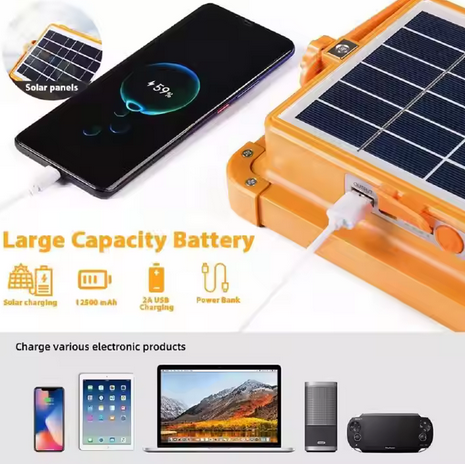 Solar panels
59%
OUTPUT
Large Capacity Battery
Solar charging
12500 mAh
2A USB
Charging
Power Bank
Charge various electronic products